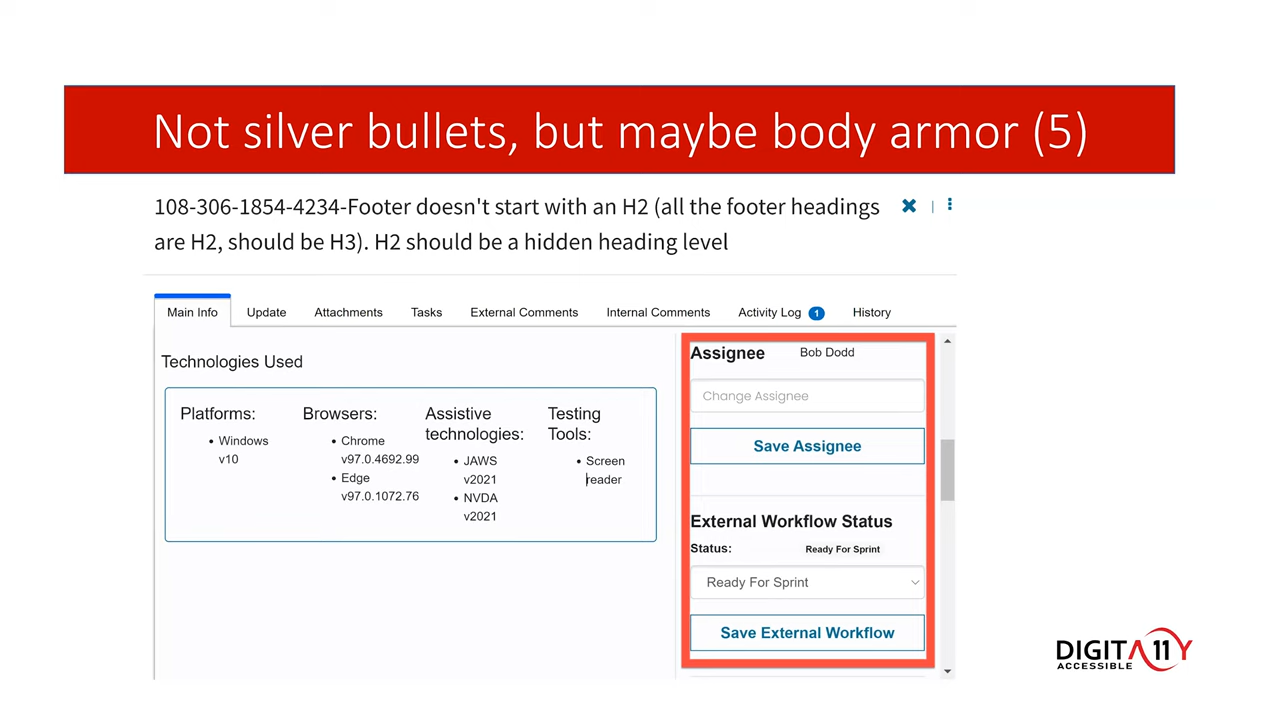 Not silver bullets, but maybe body armor (5)
108-306-1854-4234-Footer doesn't start with an H2 (all the footer headings
are H2, should be H3). H2 should be a hidden heading level
Main Info
Update
Attachments
Tasks
External Comments
Internal Comments
Activity Log 1
History
Technologies Used
Platforms:
• Windows
v10
Browsers:
• Chrome
v97.0.4692.99
• Edge
v97.0.1072.76
Assistive
technologies:
• JAWS
v2021
• NVDA
v2021
Testing
Tools:
• Screen
reader
Assignee Bob Dodd
Change Assignee
Save Assignee
External Workflow Status
Status: Ready For Sprint
Ready For Sprint
Save External Workflow
DIGITA11Y
ACCESSIBLE